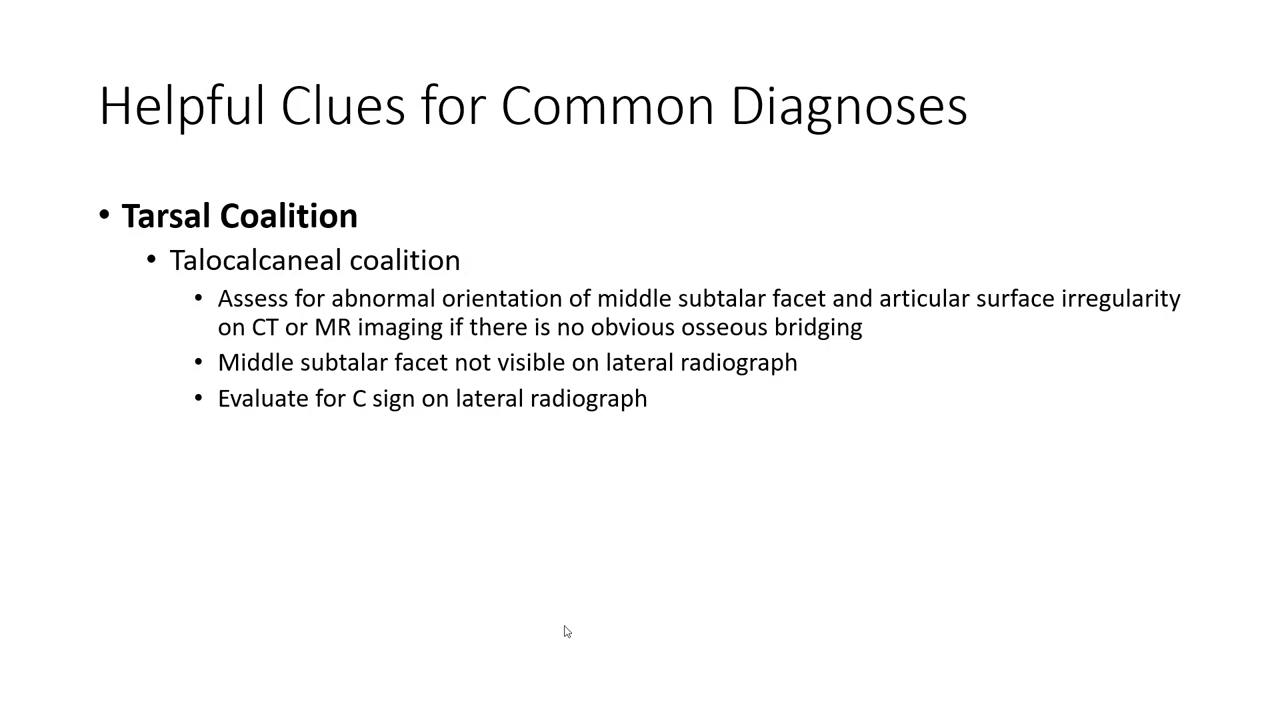 Helpful Clues for Common Diagnoses
• Tarsal Coalition
• Talocalcaneal coalition
• Assess for abnormal orientation of middle subtalar facet and articular surface irregularity
on CT or MR imaging if there is no obvious osseous bridging
• Middle subtalar facet not visible on lateral radiograph
• Evaluate for C sign on lateral radiograph